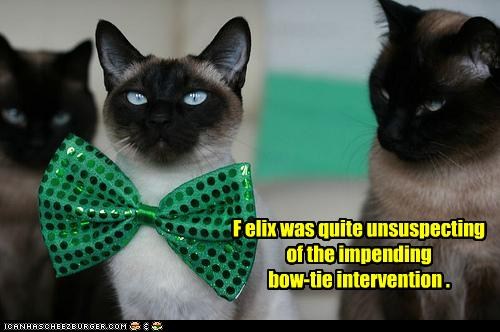 F elix was quite unsuspecting
of the impending
bow-tie intervention .
ICANHASCHEEZBURGER.COM